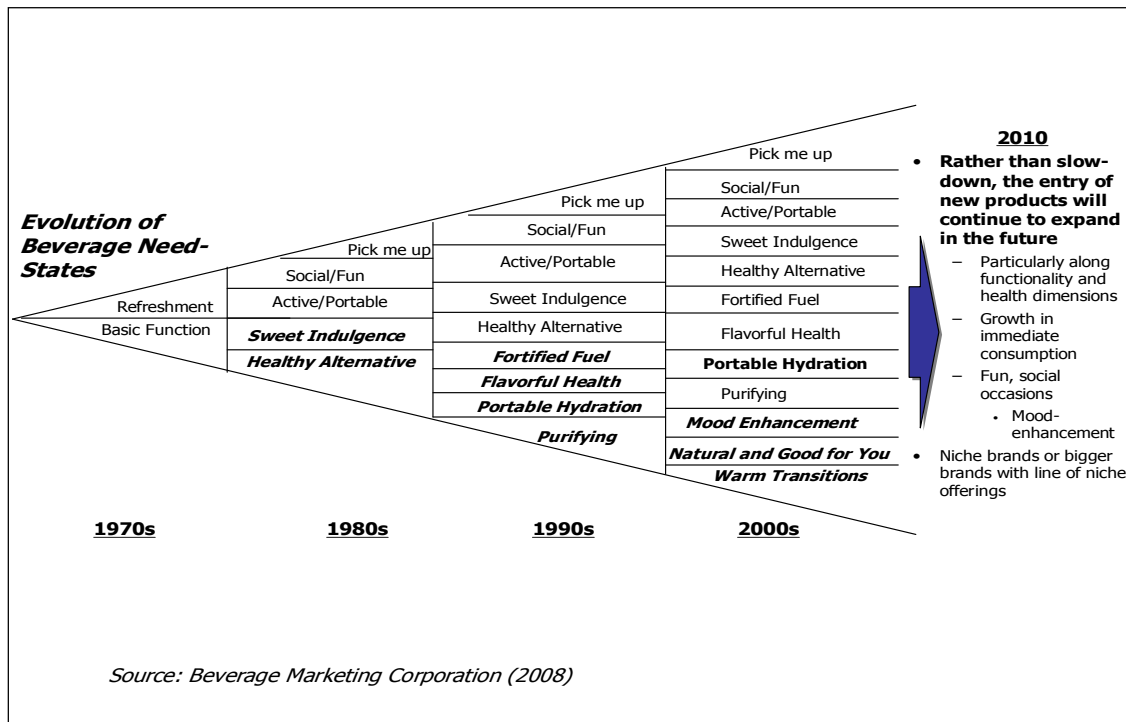 Evolution of
Beverage Need-
States
Refreshment
Basic Function
1970s
Pick me up
Social/Fun
Active/Portable
Sweet Indulgence
Healthy Alternative
1980s
Pick me up
Social/Fun
Active/Portable
Sweet Indulgence
Healthy Alternative
Fortified Fuel
Flavorful Health
Portable Hydration
Purifying
1990s
Pick me up
Social/Fun
Active/Portable
Sweet Indulgence
Healthy Alternative
Fortified Fuel
Flavorful Health
Portable Hydration
Purifying
Mood Enhancement
Natural and Good for You
Warm Transitions
2000s
2010
• Rather than slow-
down, the entry of
new products will
continue to expand
in the future
– Particularly along
functionality and
health dimensions
– Growth in
immediate
consumption
– Fun, social
occasions
• Mood-
enhancement
• Niche brands or bigger
brands with line of niche
offerings
Source: Beverage Marketing Corporation (2008)